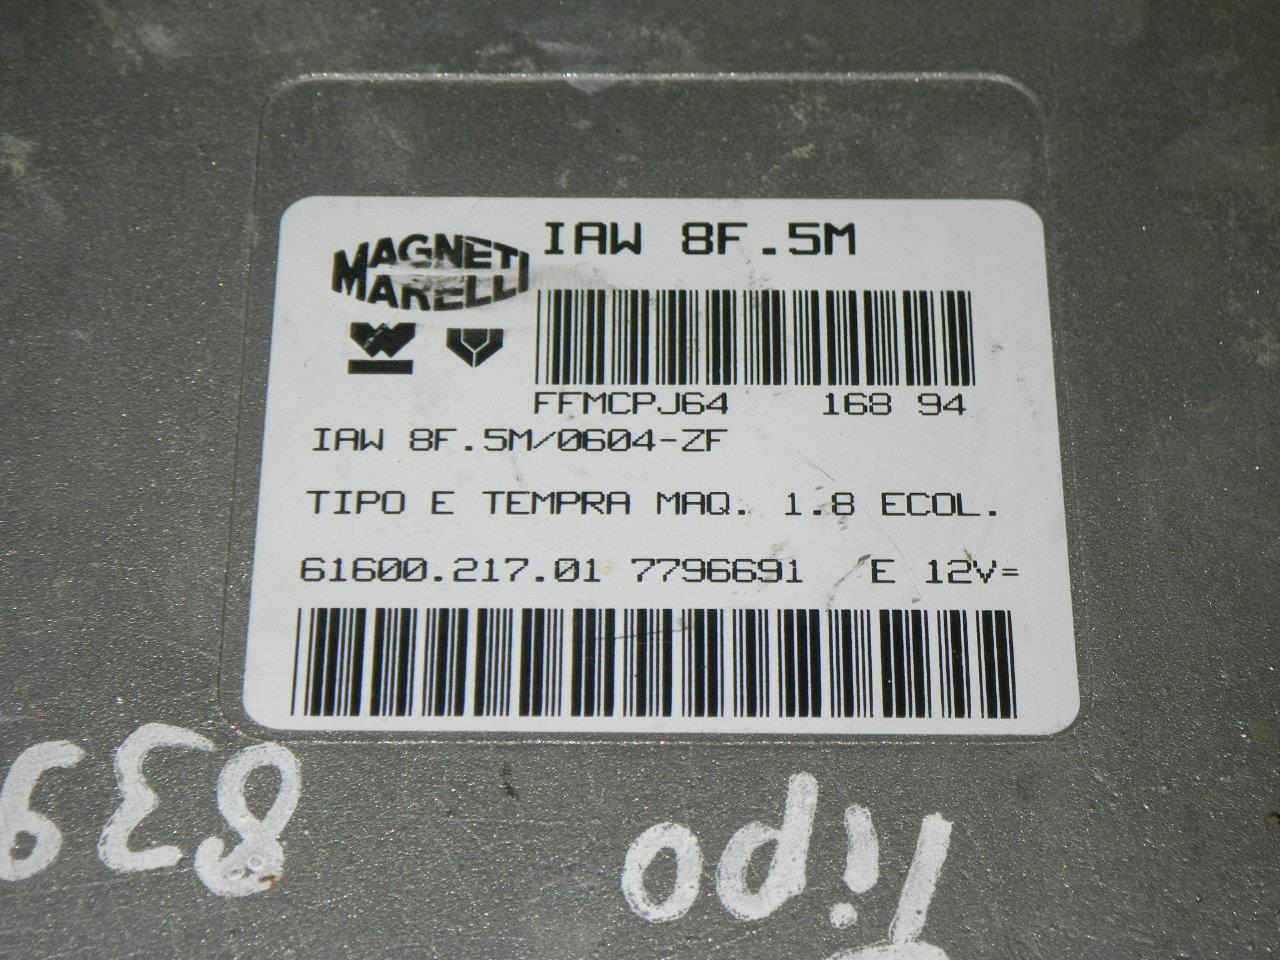 IAW 8F.5M
MAGNETI
MARELLI
FFMCPJ64 168 94
IAW 8F.5M/0604-ZF
TIPO E TEMPRA MAQ. 1.8 ECOL.
61600.217.01 7796691 E 12V=
Tipo